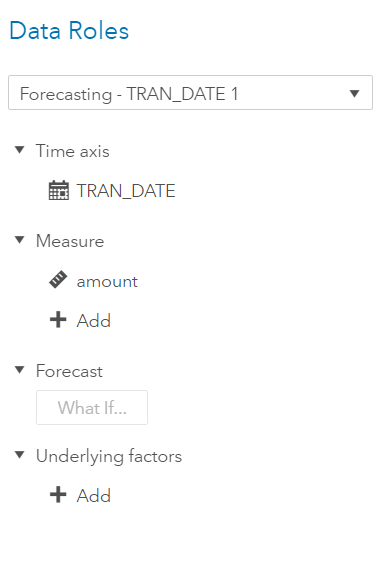 Data Roles
Forecasting - TRAN_DATE 1
Time axis
TRAN_DATE
Measure
amount
Add
Forecast
What If...
Underlying factors
Add